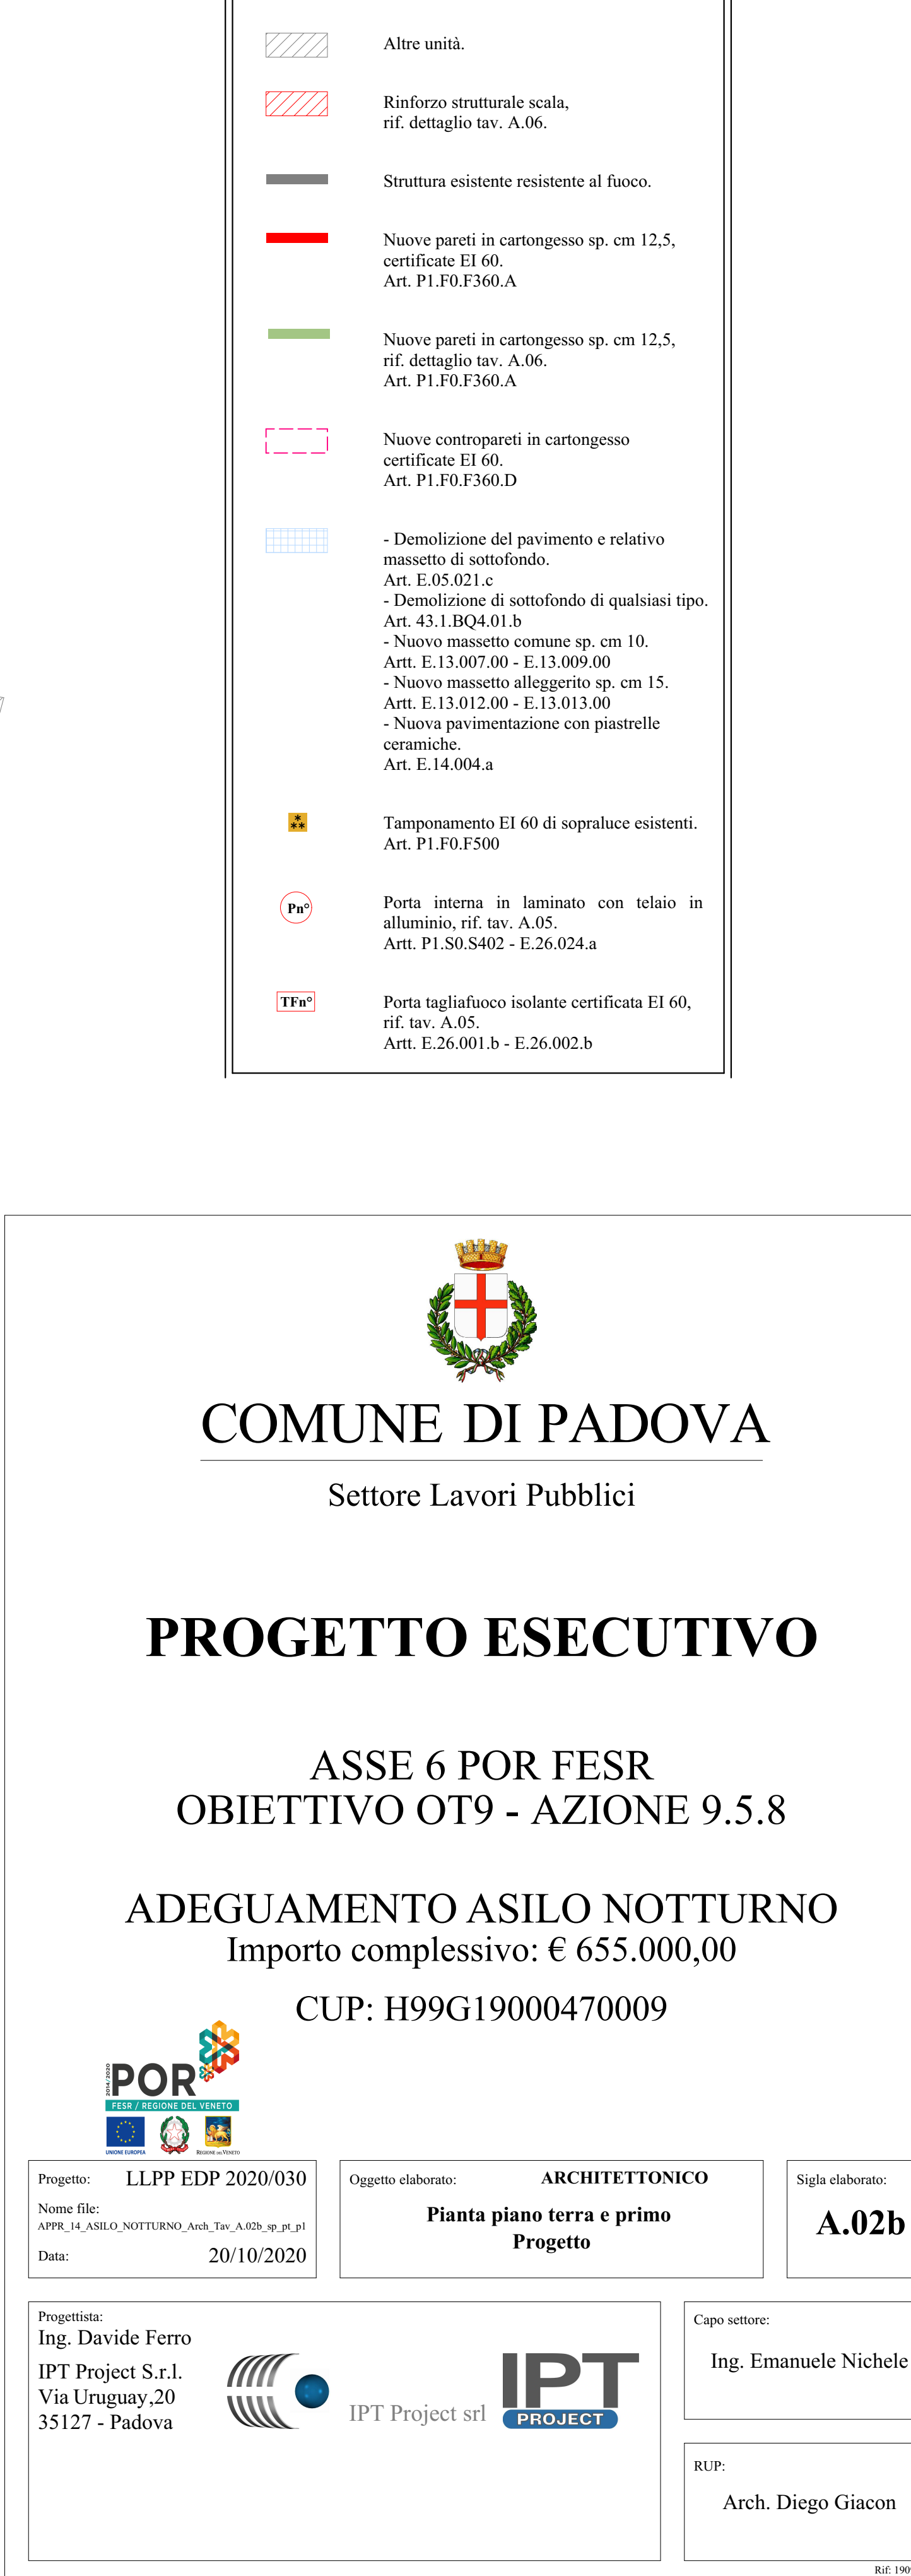 Altre unità.
Rinforzo strutturale scala,
rif. dettaglio tav. A.06.
Struttura esistente resistente al fuoco.
Nuove pareti in cartongesso sp. cm 12,5,
certificate EI 60.
Art. P1.F0.F360.A
Nuove pareti in cartongesso sp. cm 12,5,
rif. dettaglio tav. A.06.
Art. P1.F0.F360.A
Nuove contropareti in cartongesso
certificate EI 60.
Art. P1.F0.F360.D
- Demolizione del pavimento e relativo
massetto di sottofondo.
Art. E.05.021.c
- Demolizione di sottofondo di qualsiasi tipo.
Art. 43.1.BQ4.01.b
- Nuovo massetto comune sp. cm 10.
Artt. E.13.007.00 - E.13.009.00
- Nuovo massetto alleggerito sp. cm 15.
Artt. E.13.012.00 - E.13.013.00
- Nuova pavimentazione con piastrelle
ceramiche.
Art. E.14.004.a
***
Tamponamento EI 60 di sopraluce esistenti.
Art. P1.F0.F500
Pn°
Porta interna in laminato con telaio in
alluminio, rif. tav. A.05.
Artt. P1.S0.S402 - E.26.024.a
TFn°
Porta tagliafuoco isolante certificata EI 60,
rif. tav. A.05.
Artt. E.26.001.b - E.26.002.b
COMUNE DI PADOVA
Settore Lavori Pubblici
PROGETTO ESECUTIVO
ASSE 6 POR FESR
OBIETTIVO OT9 - AZIONE 9.5.8
ADEGUAMENTO ASILO NOTTURNO
Importo complessivo: € 655.000,00
CUP: H99G19000470009
2014/2020
POR
FESR / REGIONE DEL VENETO
UNIONE EUROPEA
REGIONE DEL VENETO
Progetto: LLPP EDP 2020/030
Nome file:
APPR_14_ASILO_NOTTURNO_Arch_Tav_A.02b_sp_pt_p1
Data: 20/10/2020
Oggetto elaborato: ARCHITETTONICO
Pianta piano terra e primo
Progetto
Sigla elaborato:
A.02b
Progettista:
Ing. Davide Ferro
IPT Project S.r.l.
Via Uruguay,20
35127 - Padova
IPT Project srl
IPT
PROJECT
Capo settore:
Ing. Emanuele Nichele
RUP:
Arch. Diego Giacon
Rif: 190